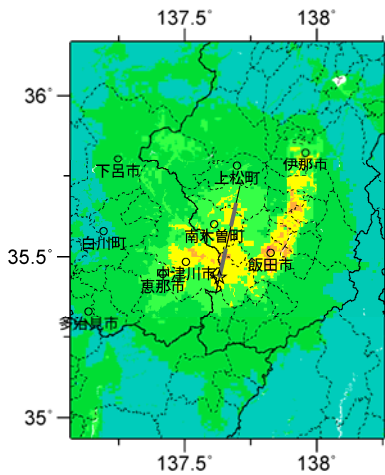 137.5 138
36
上松町
伊那市
下呂市
南木曽町
白川町
35.5
中津川市
飯田市
恵那市
多治見市
35
137.5 138